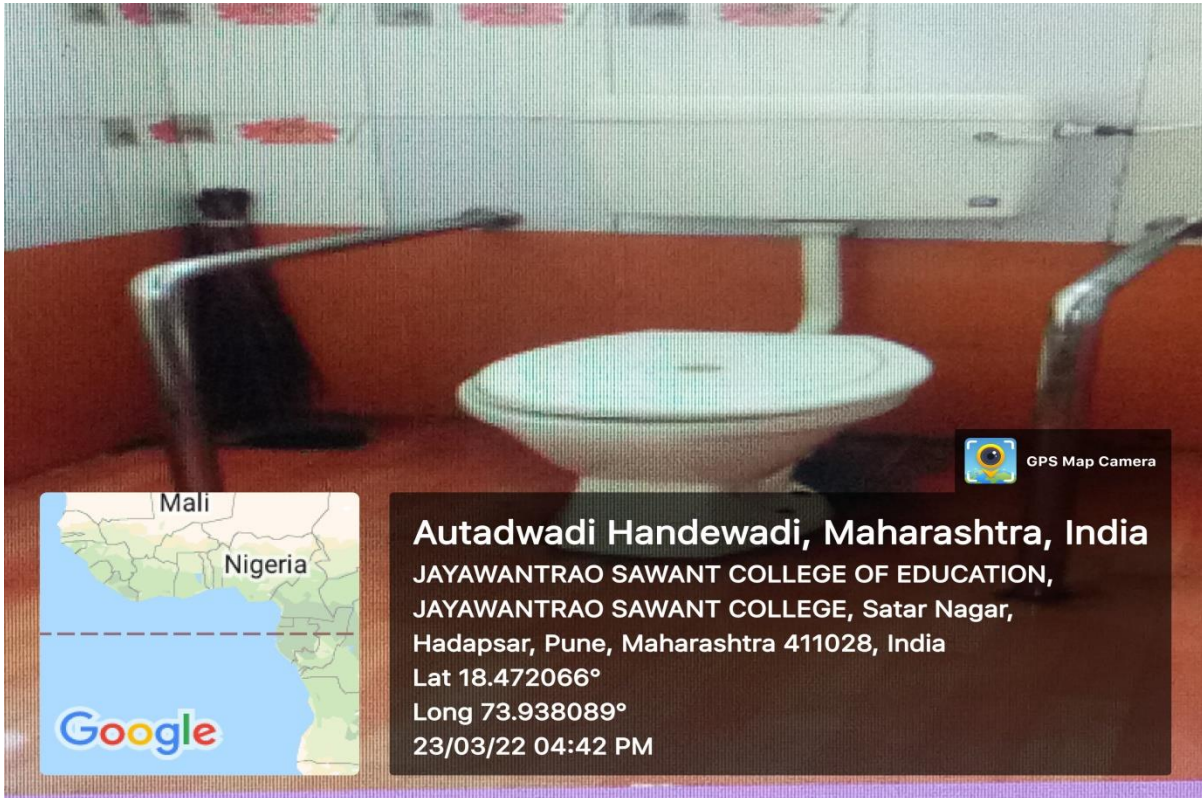 GPS Map Camera
Mali
Nigeria
Google
Autadwadi Handewadi, Maharashtra, India
JAYAWANTRAO SAWANT COLLEGE OF EDUCATION,
JAYAWANTRAO SAWANT COLLEGE, Satar Nagar,
Hadapsar, Pune, Maharashtra 411028, India
Lat 18.472066°
Long 73.938089°
23/03/22 04:42 PM